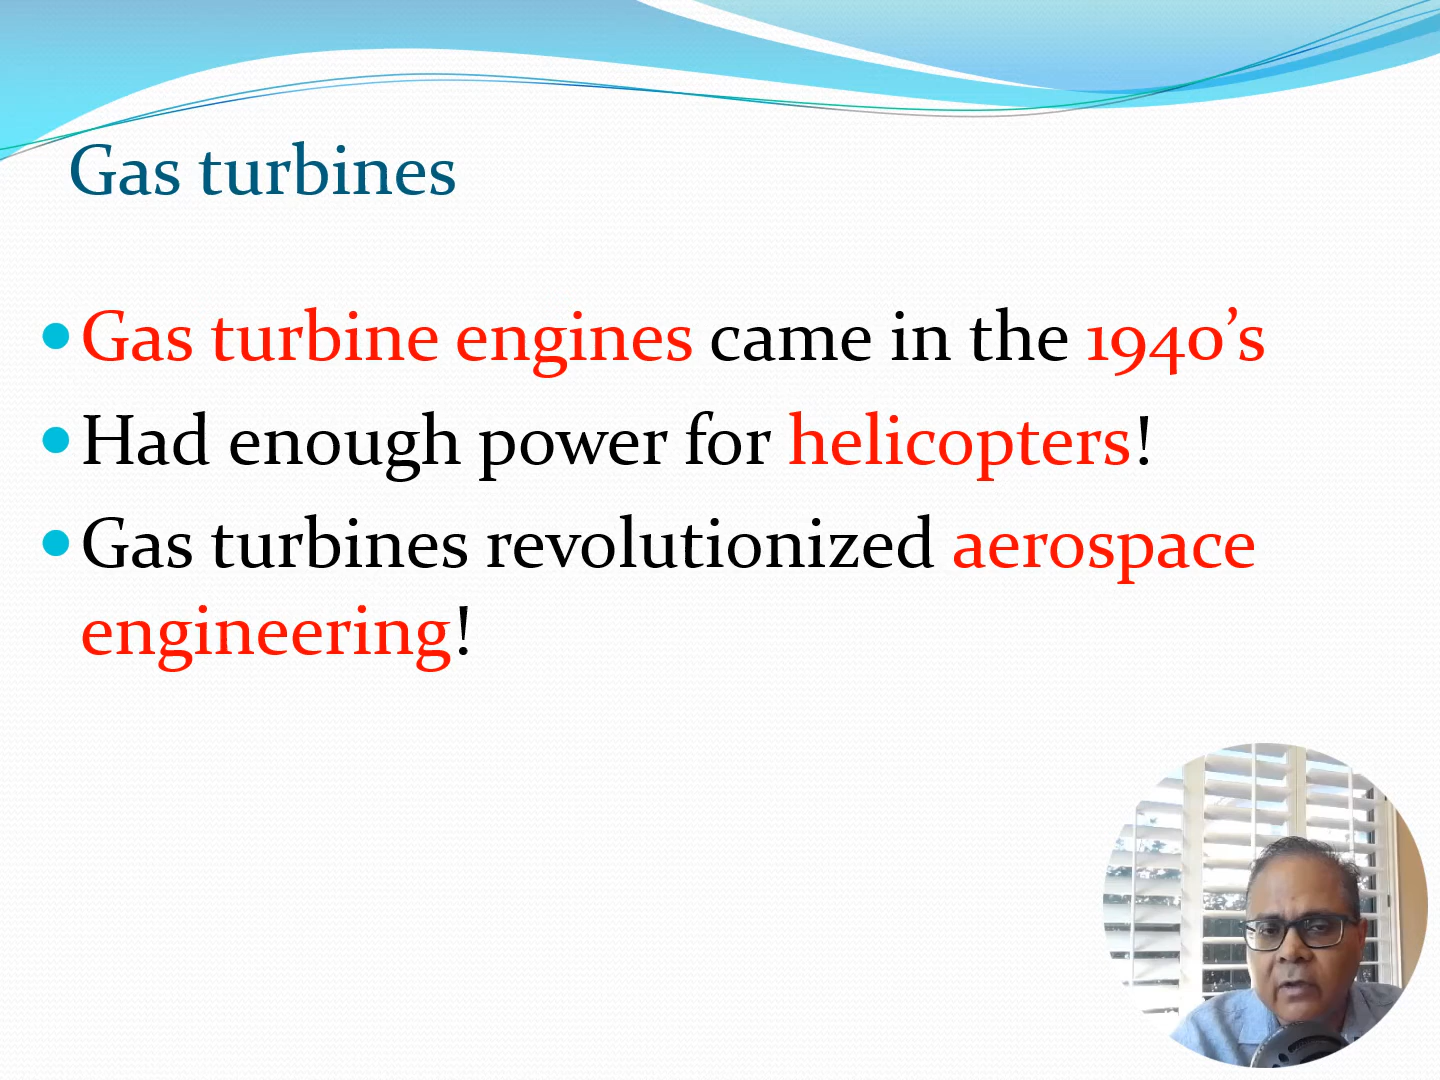 Gas turbines
Gas turbine engines came in the 1940’s
Had enough power for helicopters!
Gas turbines revolutionized aerospace
engineering!